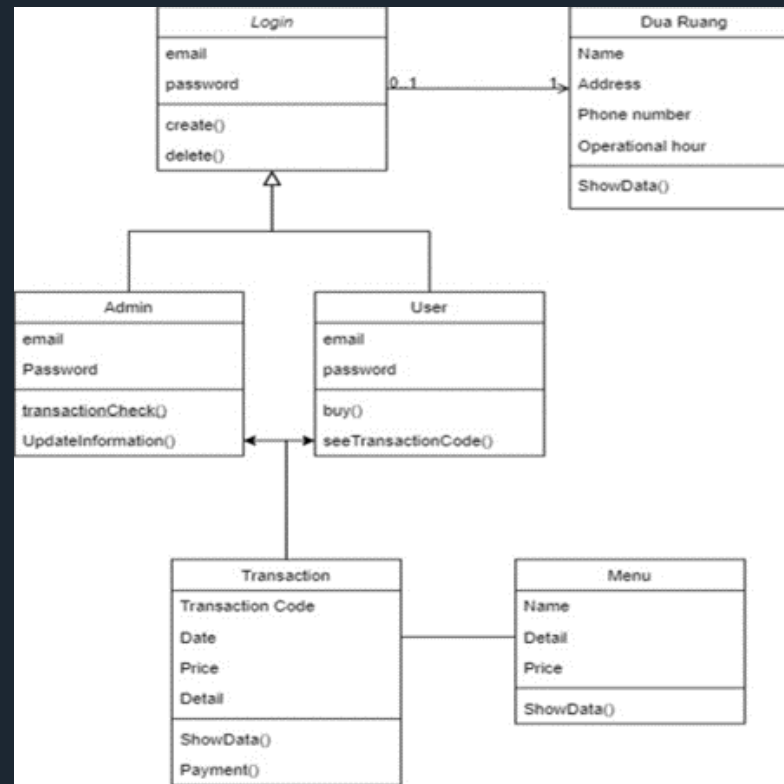 Login
email
password
create()
delete()
0..1
1
Dua Ruang
Name
Address
Phone number
Operational hour
ShowData()
Admin
email
Password
transactionCheck()
UpdateInformation()
User
email
password
buy()
seeTransactionCode()
Transaction
Transaction Code
Date
Price
Detail
ShowData()
Payment()
Menu
Name
Detail
Price
ShowData()